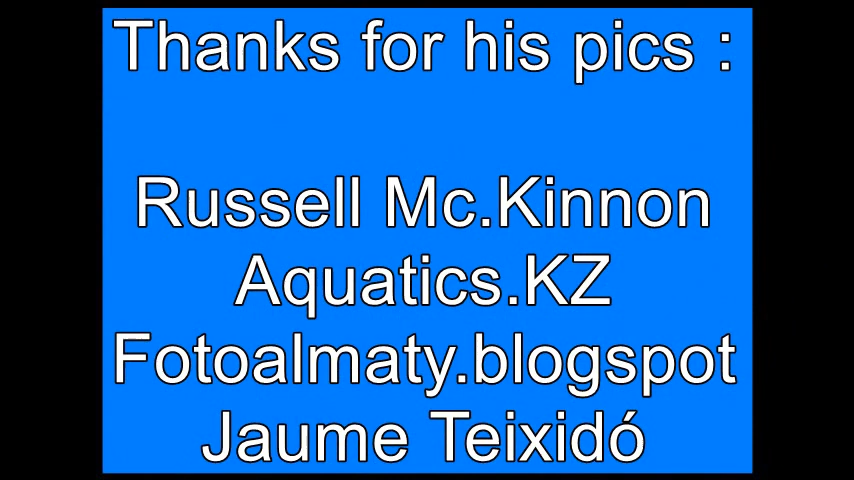 Thanks for his pics :
Russell Mc.Kinnon
Aquatics.KZ
Fotoalmaty.blogspot
Jaume Teixidó